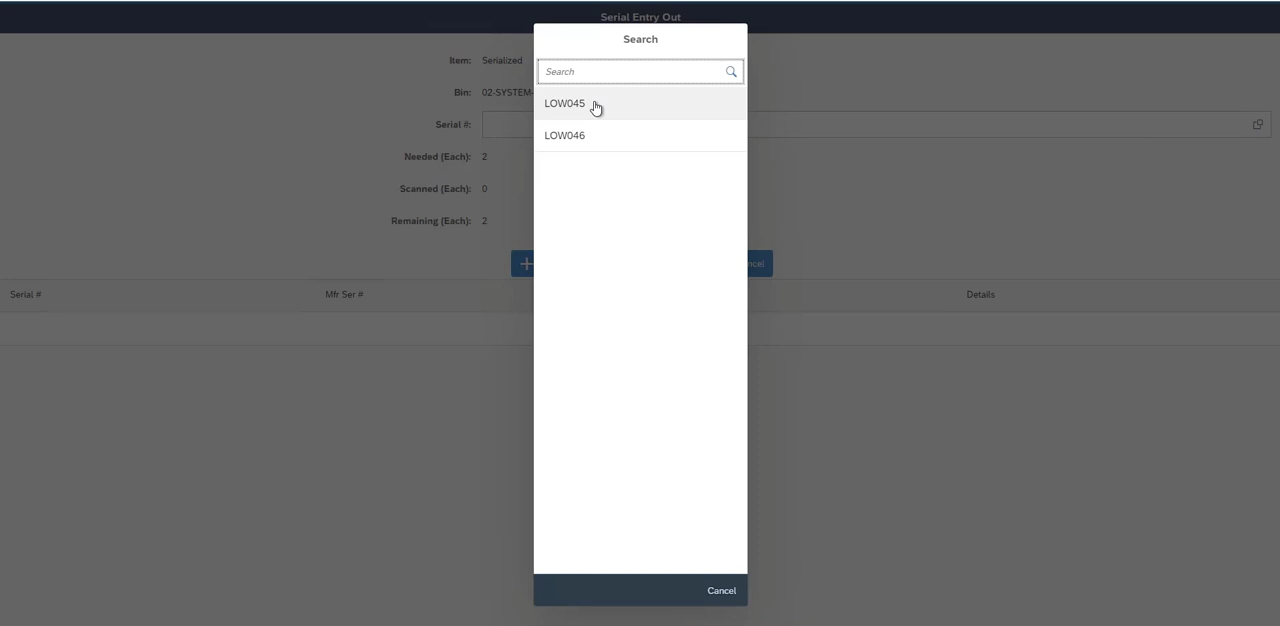 Serial Entry Out
Search
Search
LOW045
LOW046
Cancel
Item: Serialized
Bin: 02-SYSTEM-
Serial #:
Needed (Each): 2
Scanned (Each): 0
Remaining (Each): 2
ncel
Serial # Mfr Ser # Details